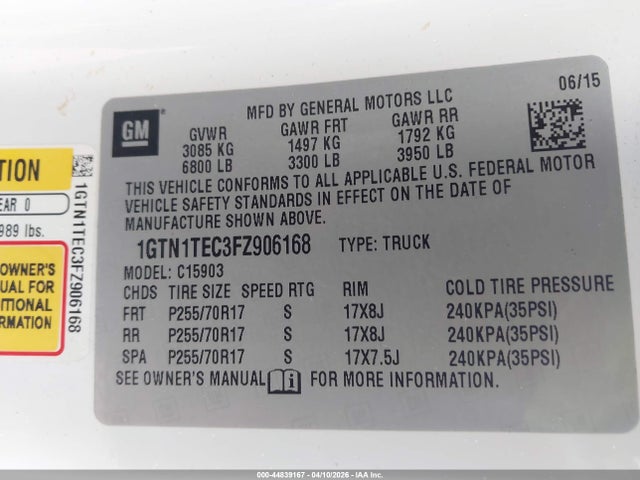 TION
EAR 0
989 lbs.
OWNER'S
NUAL FOR
ITIONAL
ORMATION
1GTN1TEC3FZ906168
GM
MFD BY GENERAL MOTORS LLC
06/15
GVWR GAWR FRT GAWR RR
3085 KG 1497 KG 1792 KG
6800 LB 3300 LB 3950 LB
THIS VEHICLE CONFORMS TO ALL APPLICABLE U.S. FEDERAL MOTOR
VEHICLE SAFETY STANDARDS IN EFFECT ON THE DATE OF
MANUFACTURE SHOWN ABOVE.
1GTN1TEC3FZ906168 TYPE: TRUCK
MODEL: C15903
CHDS TIRE SIZE SPEED RTG RIM COLD TIRE PRESSURE
FRT P255/70R17 S 17X8J 240KPA(35PSI)
RR P255/70R17 S 17X8J 240KPA(35PSI)
SPA P255/70R17 S 17X7.5J 240KPA(35PSI)
SEE OWNER'S MANUAL FOR MORE INFORMATION.
000-44839167 - 04/10/2026 - IAAI, Inc.